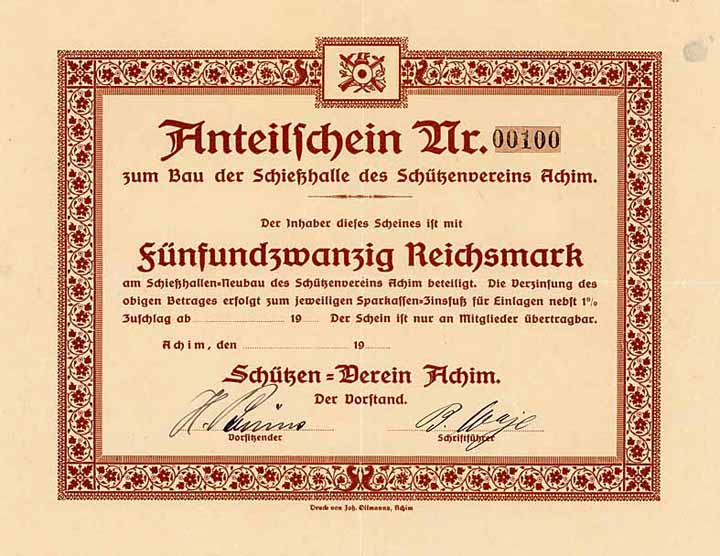 Anteilſchein Nr. 00100
zum Bau der Schießhalle des Schützenvereins Achim.
Der Inhaber dieſes Scheines iſt mit
Fünfundzwanzig Reichsmark
am Schießhallen=Neubau des Schützenvereins Achim beteiligt. Die Verzinſung des
obigen Betrages erfolgt zum jeweiligen Sparkaſſen=Zinsfuß für Einlagen nebſt 1%
Zuſchlag ab ........................ 19 ...... Der Schein iſt nur an Mitglieder übertragbar.
Achim, den ........................ 19 ......
Schützen=Verein Achim.
Der Vorſtand.
Vorſitzender Schriftführer
Druck von Joh. Oltmanns, Achim